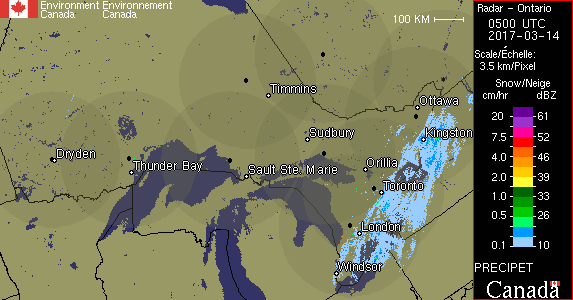 Environment Environnement
Canada Canada
100 KM
Timmins
Ottawa
Sudbury
Kingston
Dryden
Thunder Bay
Sault Ste. Marie
Orillia
Toronto
London
Windsor
Radar - Ontario
0500 UTC
2017-03-14
Scale/Échelle:
3.5 km/Pixel
Snow/Neige
cm/hr dBZ
20 61
7.5 52
4.0 46
2.0 39
1.0 33
0.5 26
0.1 10
PRECIPET
Canada